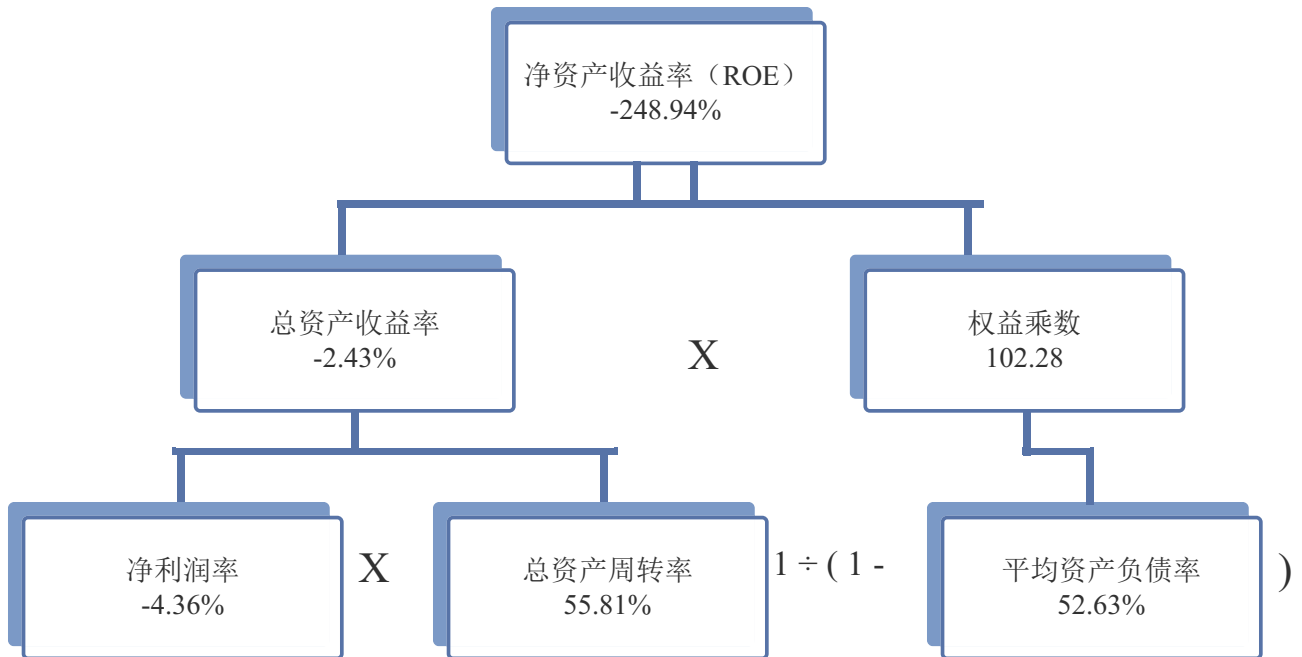 净资产收益率（ROE）
-248.94%
总资产收益率
-2.43%
X
权益乘数
102.28
净利润率
-4.36%
X
总资产周转率
55.81%
1 ÷ ( 1 -
平均资产负债率
52.63%
)